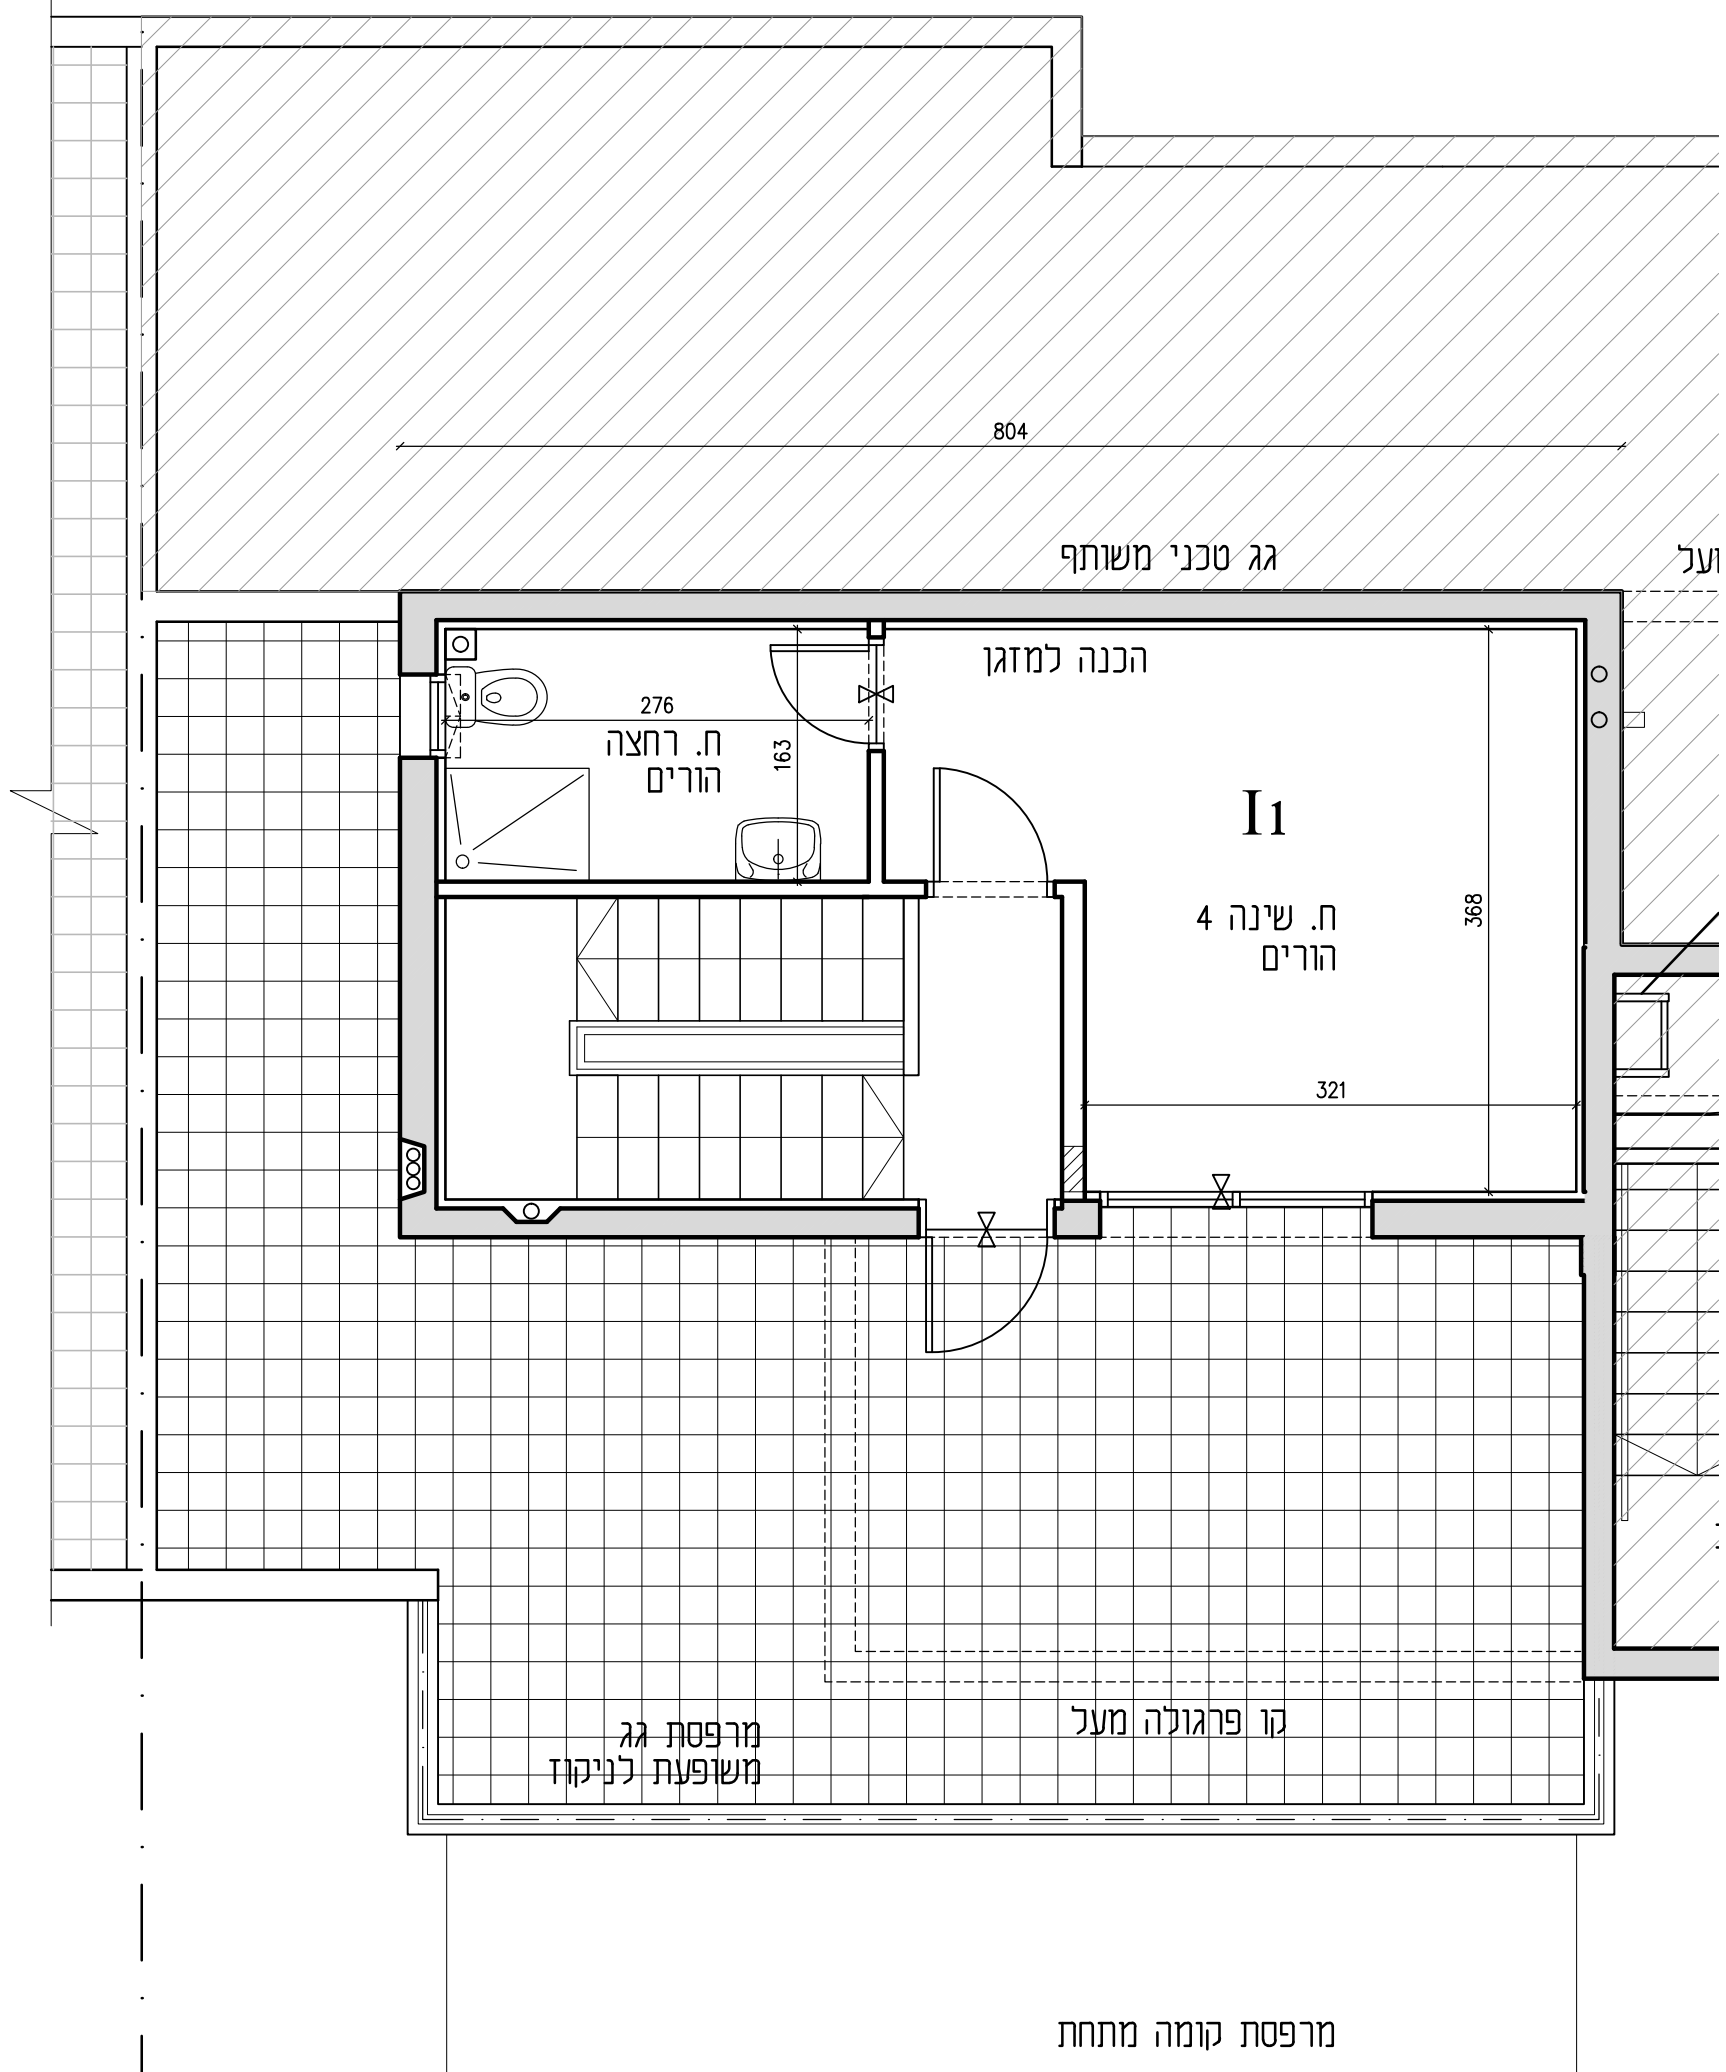 804
גג טכני משותף
הכנה למזגן
276
163
ח. רחצה
הורים
I1
ח. שינה 4
הורים
368
321
קו פרגולה מעל
מרפסת גג
משופעת לניקוז
מרפסת קומה מתחת